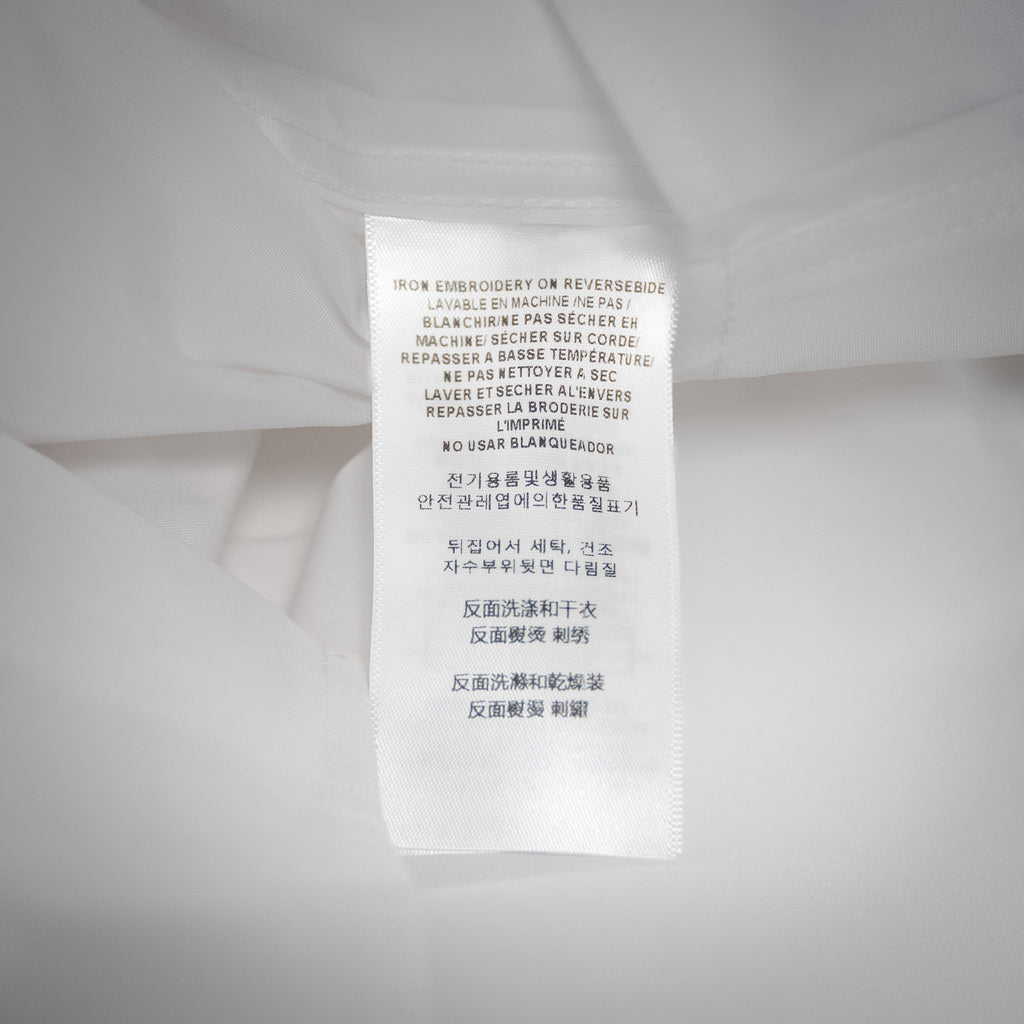 IRON EMBROIDERY ON REVERSEBIDE
LAVABLE EN MACHINE /NE PAS /
BLANCHIR/NE PAS SÉCHER EH
MACHINE/ SÉCHER SUR CORDE/
REPASSER A BASSE TEMPÉRATURE/
NE PAS NETTOYER A SEC
LAVER ET SECHER AL'ENVERS
REPASSER LA BRODERIE SUR
L'IMPRIMÉ
NO USAR BLANQUEADOR
전기용롬및생활용품
안전관레엽에의한품질표기
뒤집어서 세탁, 건조
자수부위뒷면 다림질
反面洗涤和干衣
反面熨烫 刺绣
反面洗滌和乾燥装
反面熨燙 刺繡